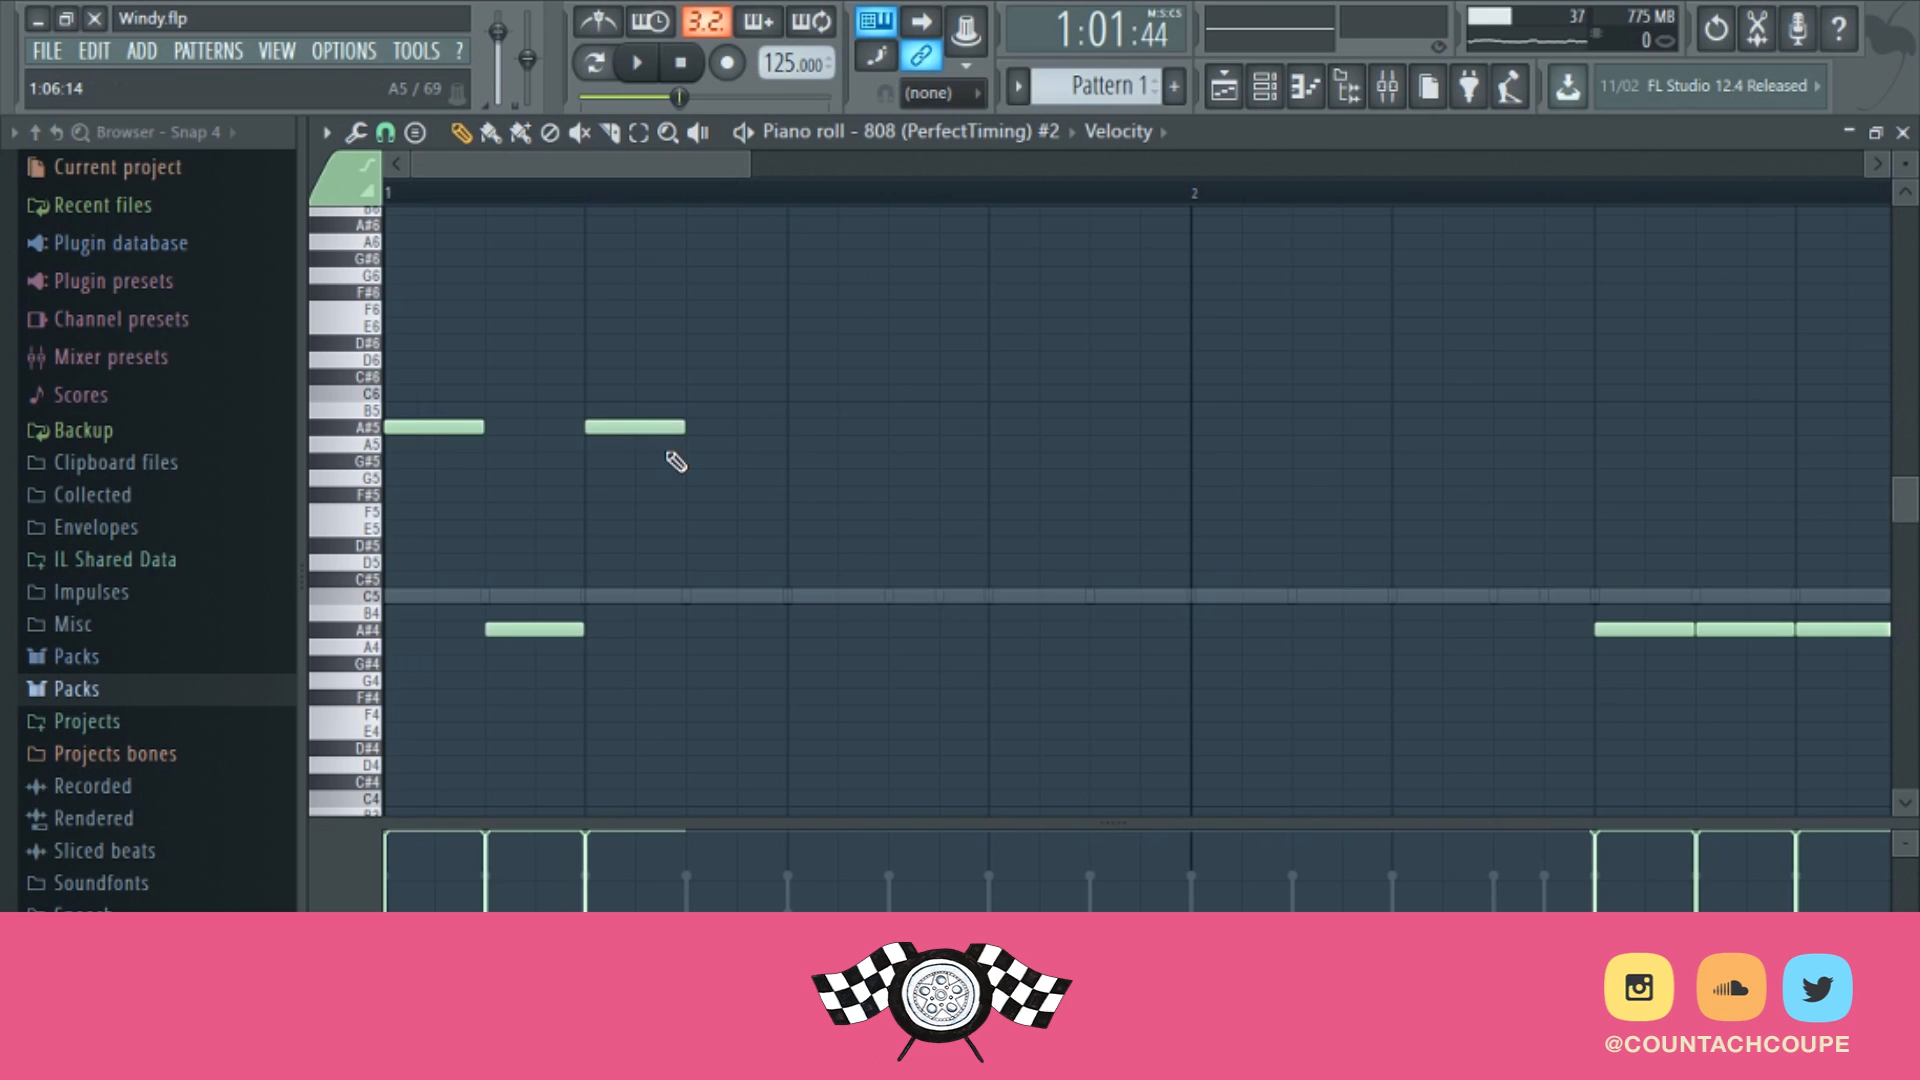 Windy.flp
FILE EDIT ADD PATTERNS VIEW OPTIONS TOOLS ?
1:06:14 A5 / 69
3.2.
125.000
(none)
1:01:44
M:S:CS
Pattern 1
37 775 MB
0
11/02 FL Studio 12.4 Released
Browser - Snap 4
Piano roll - 808 (PerfectTiming) #2 Velocity
Current project
Recent files
Plugin database
Plugin presets
Channel presets
Mixer presets
Scores
Backup
Clipboard files
Collected
Envelopes
IL Shared Data
Impulses
Misc
Packs
Packs
Projects
Projects bones
Recorded
Rendered
Sliced beats
Soundfonts
1 2
A#6
A6
G#6
G6
F#6
F6
E6
D#6
D6
C#6
C6
B5
A#5
A5
G#5
G5
F#5
F5
E5
D#5
D5
C#5
C5
B4
A#4
A4
G#4
G4
F#4
F4
E4
D#4
D4
C#4
C4
@COUNTACHCOUPE